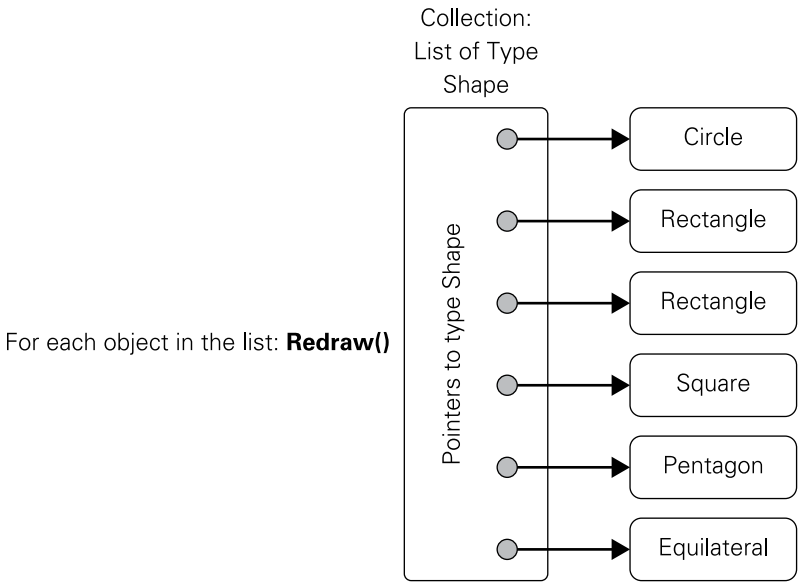 Collection:
List of Type
Shape
Circle
Rectangle
Rectangle
For each object in the list: Redraw()
Pointers to type Shape
Square
Pentagon
Equilateral